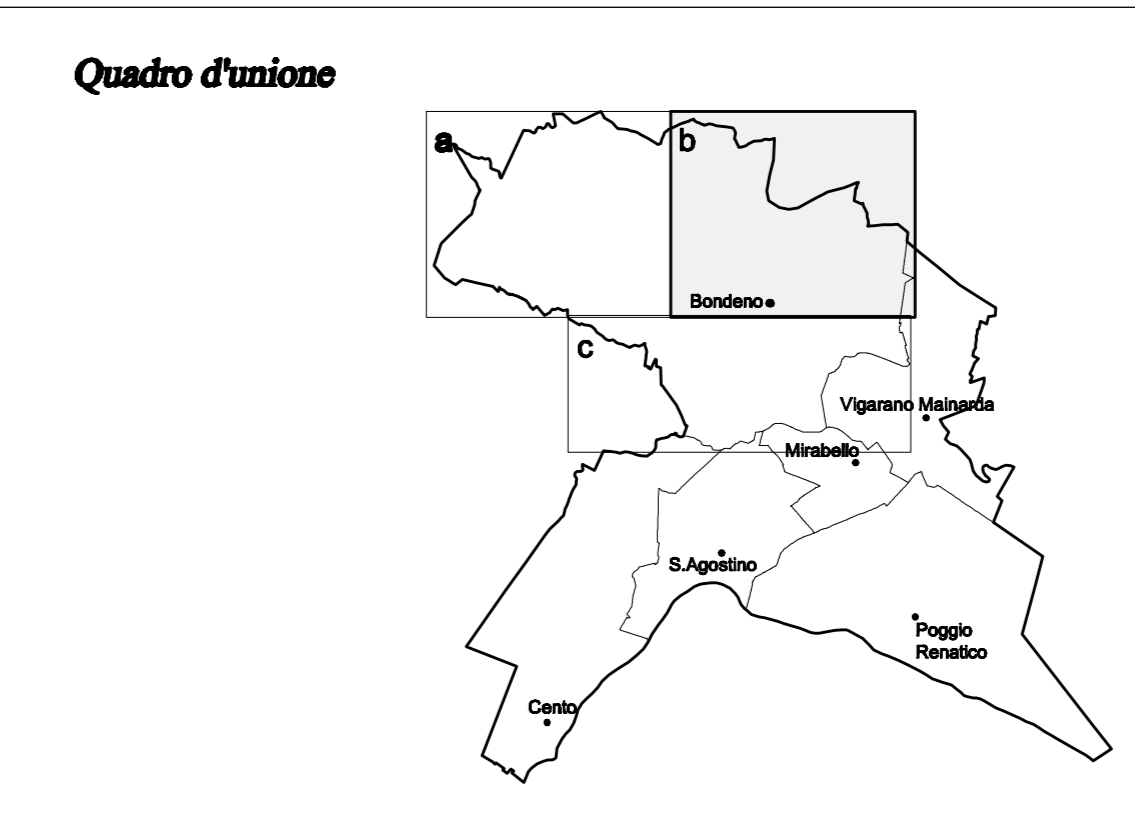 Quadro d'unione
a
b
Bondeno
c
Vigarano Mainarda
Mirabello
S.Agostino
Poggio
Renatico
Cento